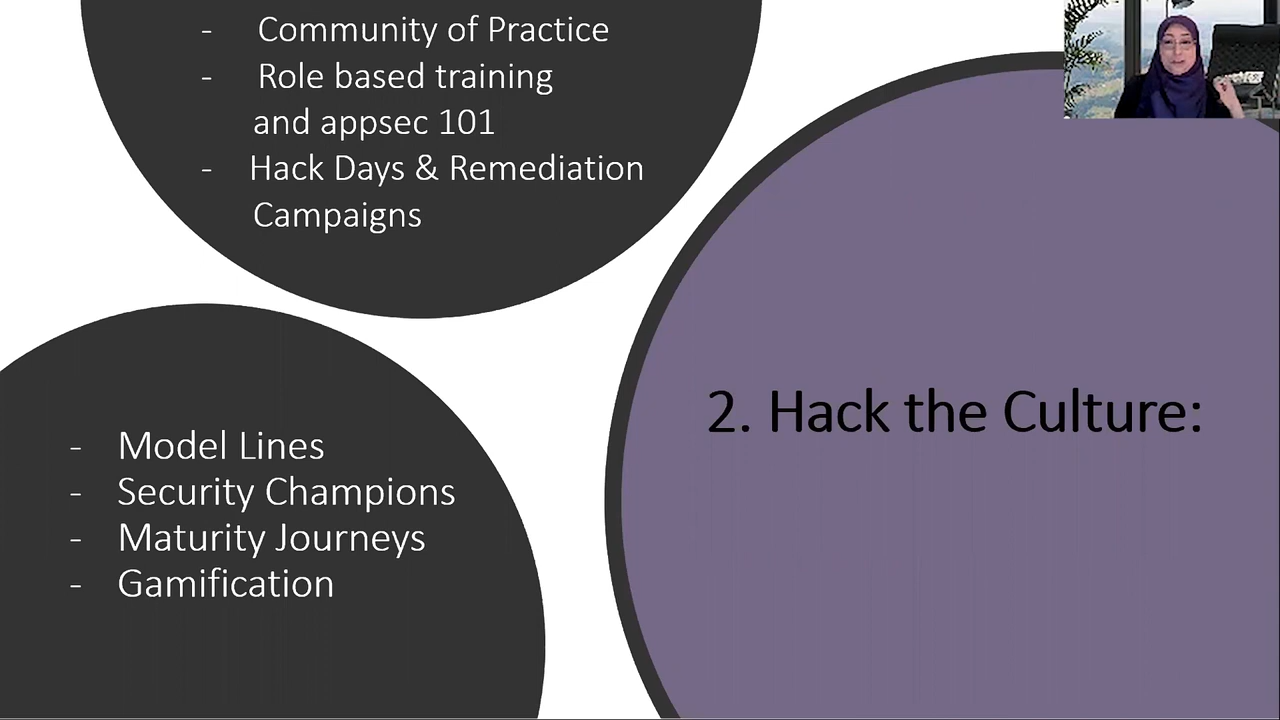 - Community of Practice
- Role based training
and appsec 101
- Hack Days & Remediation
Campaigns
- Model Lines
- Security Champions
- Maturity Journeys
- Gamification
2. Hack the Culture: